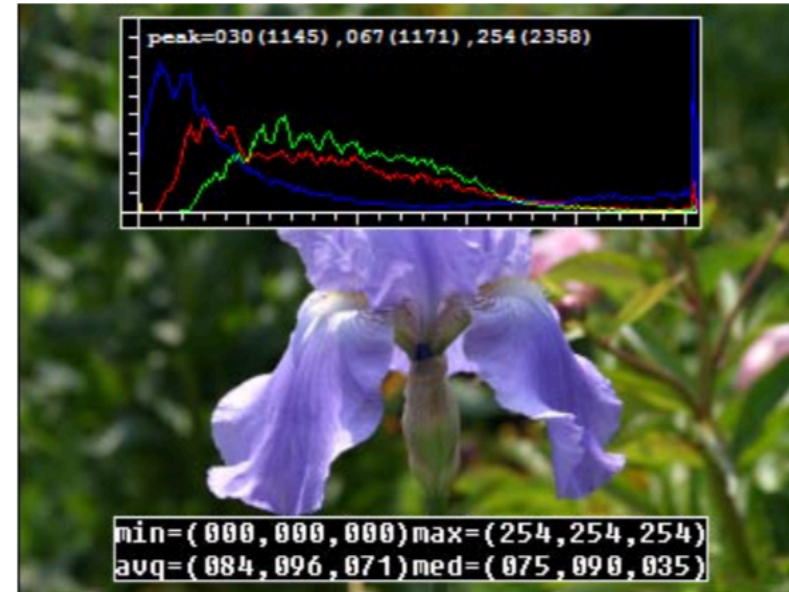 peak=030(1145),067(1171),254(2358)
min=(000,000,000)max=(254,254,254)
avg=(084,096,071)med=(075,090,035)